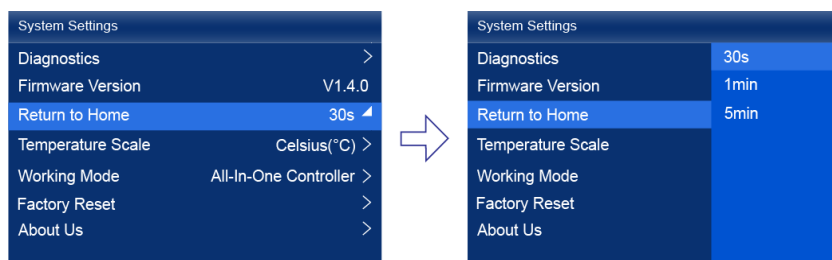 System Settings
Diagnostics >
Firmware Version V1.4.0
Return to Home 30s
Temperature Scale Celsius(°C) >
Working Mode All-In-One Controller >
Factory Reset >
About Us >
System Settings
Diagnostics 30s
Firmware Version 1min
Return to Home 5min
Temperature Scale
Working Mode
Factory Reset
About Us